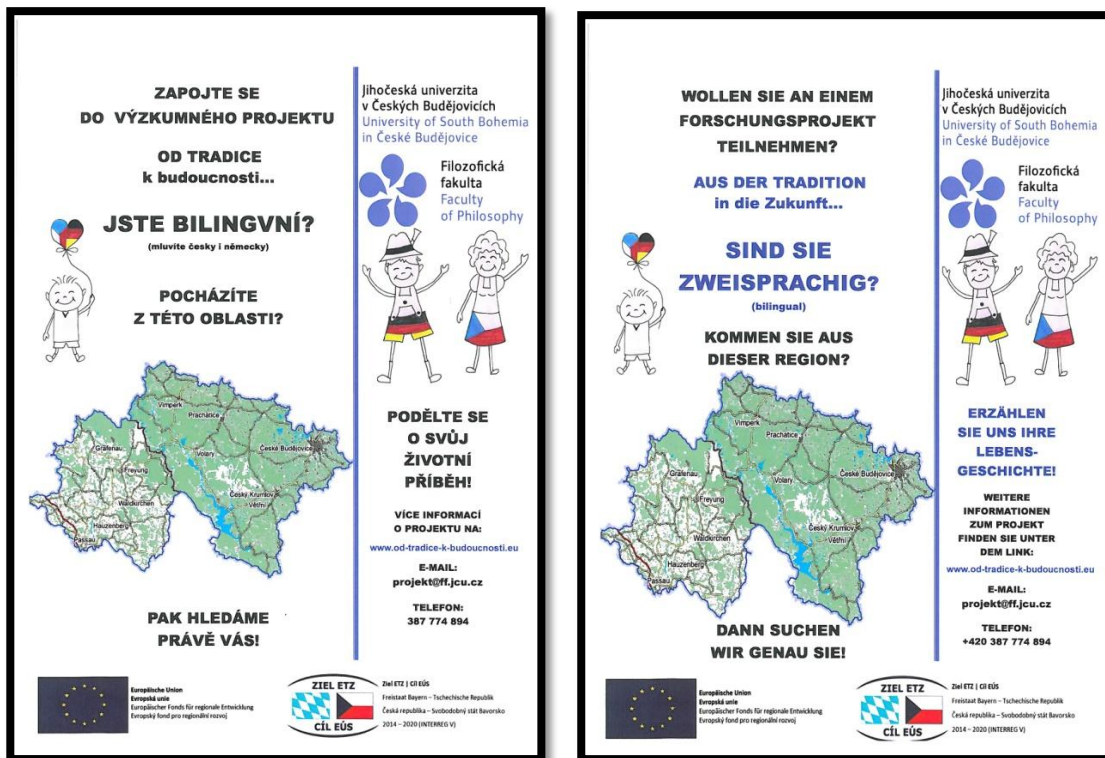 ZAPOJTE SE
DO VÝZKUMNÉHO PROJEKTU
OD TRADICE
k budoucnosti...
JSTE BILINGVNÍ?
(mluvíte česky i německy)
POCHÁZÍTE
Z TÉTO OBLASTI?
Vimperk
Prachatice
Grafenau
Volary
České Budějovice
Freyung
Waldkirchen
Český Krumlov
Větřní
Hauzenberg
Passau
PAK HLEDÁME
PRÁVĚ VÁS!
Jihočeská univerzita
v Českých Budějovicích
University of South Bohemia
in České Budějovice
Filozofická
fakulta
Faculty
of Philosophy
PODĚLTE SE
O SVŮJ
ŽIVOTNÍ
PŘÍBĚH!
VÍCE INFORMACÍ
O PROJEKTU NA:
www.od-tradice-k-budoucnosti.eu
E-MAIL:
projekt@ff.jcu.cz
TELEFON:
387 774 894
Europäische Union
Evropská unie
Europäischer Fonds für regionale Entwicklung
Evropský fond pro regionální rozvoj
ZIEL ETZ
CÍL EÚS
Ziel ETZ | Cíl EÚS
Freistaat Bayern – Tschechische Republik
Česká republika – Svobodný stát Bavorsko
2014 – 2020 (INTERREG V)
WOLLEN SIE AN EINEM
FORSCHUNGSPROJEKT
TEILNEHMEN?
AUS DER TRADITION
in die Zukunft...
SIND SIE
ZWEISPRACHIG?
(bilingual)
KOMMEN SIE AUS
DIESER REGION?
Vimperk
Prachatice
Grafenau
Volary
České Budějovice
Freyung
Waldkirchen
Český Krumlov
Větřní
Hauzenberg
Passau
DANN SUCHEN
WIR GENAU SIE!
Jihočeská univerzita
v Českých Budějovicích
University of South Bohemia
in České Budějovice
Filozofická
fakulta
Faculty
of Philosophy
ERZÄHLEN
SIE UNS IHRE
LEBENS-
GESCHICHTE!
WEITERE
INFORMATIONEN
ZUM PROJEKT
FINDEN SIE UNTER
DEM LINK:
www.od-tradice-k-budoucnosti.eu
E-MAIL:
projekt@ff.jcu.cz
TELEFON:
+420 387 774 894
Europäische Union
Evropská unie
Europäischer Fonds für regionale Entwicklung
Evropský fond pro regionální rozvoj
ZIEL ETZ
CÍL EÚS
Ziel ETZ | Cíl EÚS
Freistaat Bayern – Tschechische Republik
Česká republika – Svobodný stát Bavorsko
2014 – 2020 (INTERREG V)